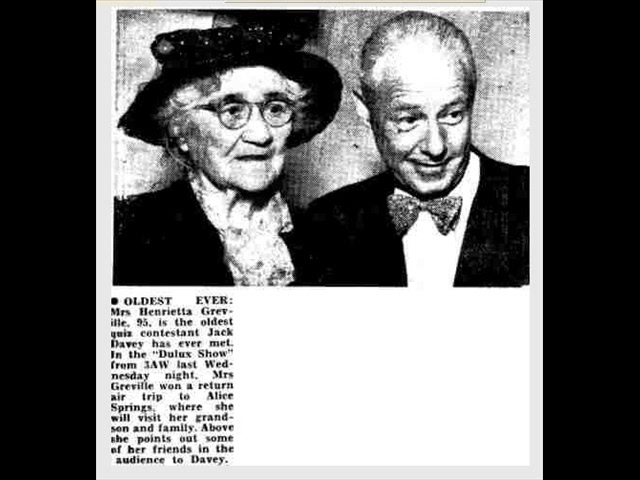 ● OLDEST EVER:
Mrs Henrietta Grev-
ille, 95, is the oldest
quiz contestant Jack
Davey has ever met.
In the "Dulux Show"
from 3AW last Wed-
nesday night, Mrs
Greville won a return
air trip to Alice
Springs, where she
will visit her grand-
son and family. Above
she points out some
of her friends in the
audience to Davey.